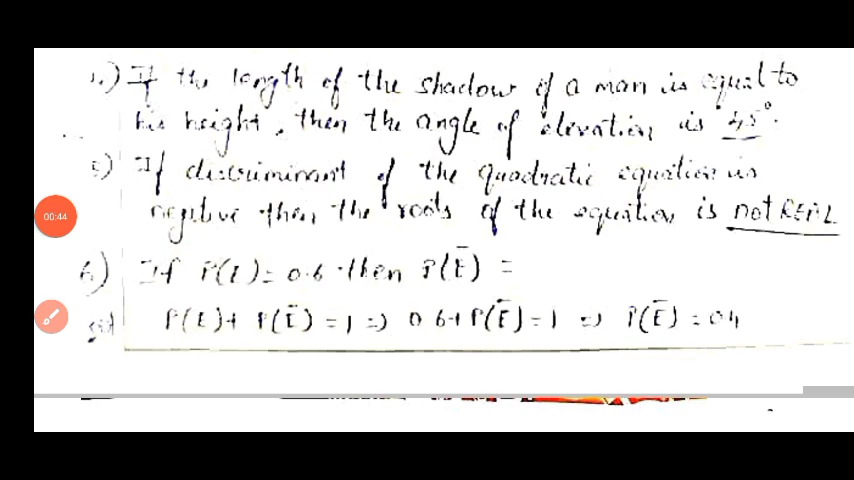 If the length of the shadow of a man is equal to
his height, then the angle of elevation is 45°.
5) If discriminant of the quadratic equation is
negitive then the roots of the equation is not REAL
00:44
6) If P(E)= 0.6 then P(Ē) =
P(E)+ P(Ē) = 1 => 0.6+P(Ē)=1 => P(Ē) = 0.4